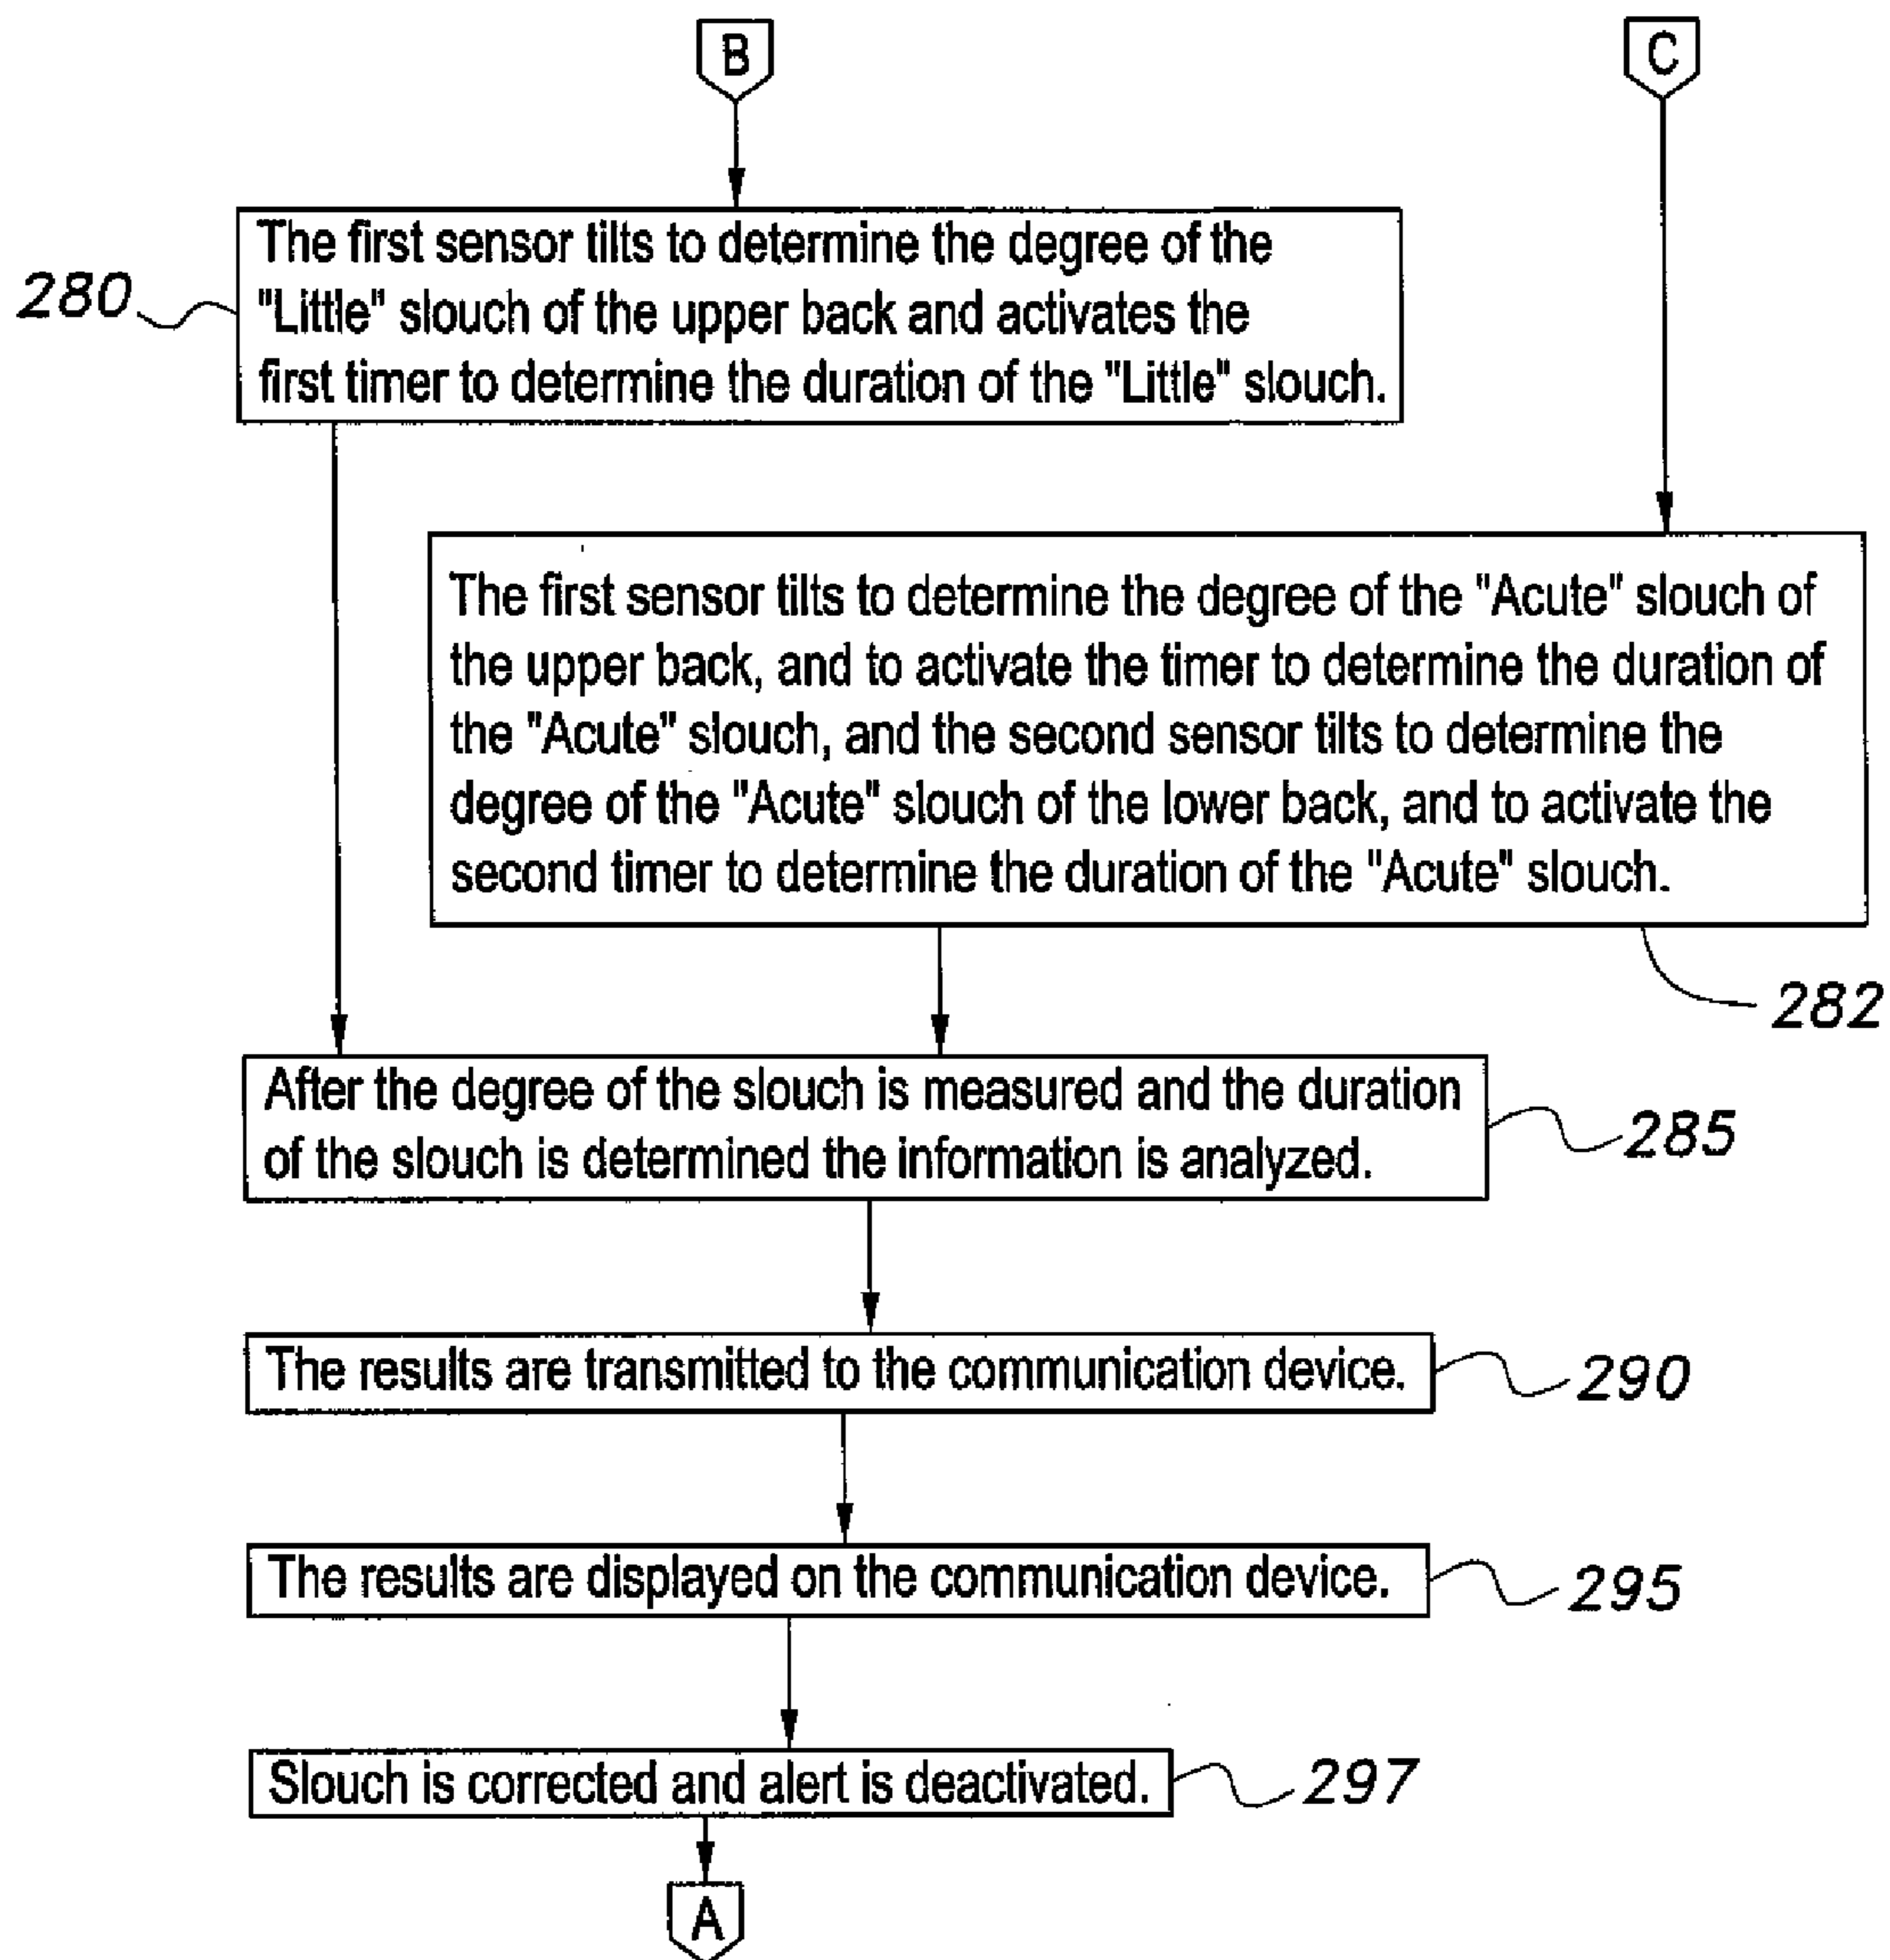 B
C
280
The first sensor tilts to determine the degree of the
"Little" slouch of the upper back and activates the
first timer to determine the duration of the "Little" slouch.
The first sensor tilts to determine the degree of the "Acute" slouch of
the upper back, and to activate the timer to determine the duration of
the "Acute" slouch, and the second sensor tilts to determine the
degree of the "Acute" slouch of the lower back, and to activate the
second timer to determine the duration of the "Acute" slouch.
282
After the degree of the slouch is measured and the duration
of the slouch is determined the information is analyzed.
285
The results are transmitted to the communication device.
290
The results are displayed on the communication device.
295
Slouch is corrected and alert is deactivated.
297
A